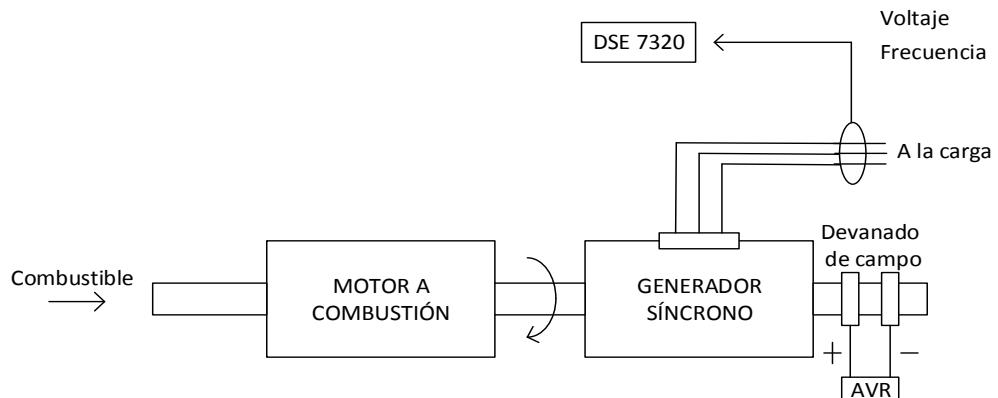 Voltaje
Frecuencia
DSE 7320
A la carga
Devanado
de campo
Combustible
MOTOR A
COMBUSTIÓN
GENERADOR
SÍNCRONO
+ −
AVR